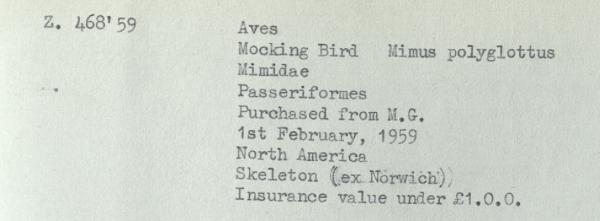 Z. 468'59
Aves
Mocking Bird Mimus polyglottus
Mimidae
Passeriformes
Purchased from M.G.
1st February, 1959
North America
Skeleton (ex Norwich)
Insurance value under £1.0.0.